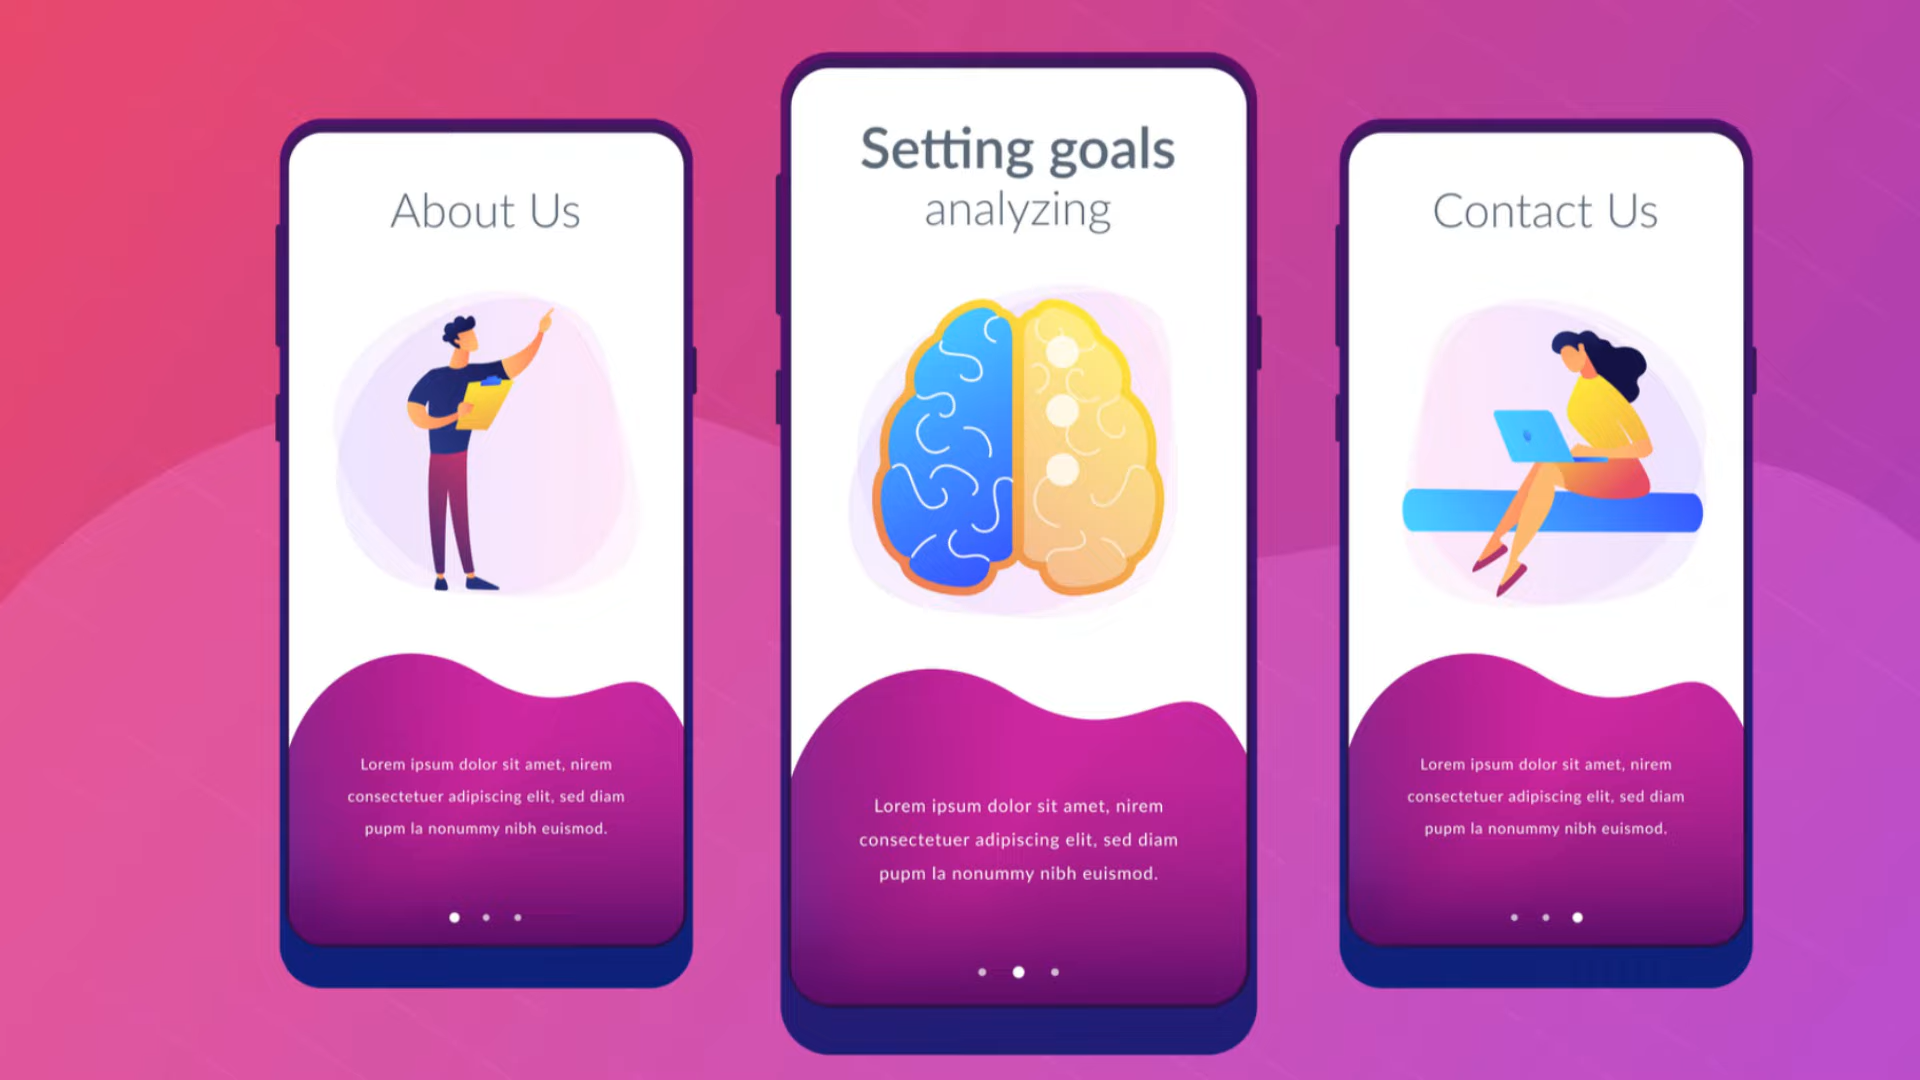 About Us
Lorem ipsum dolor sit amet, nirem
consectetuer adipiscing elit, sed diam
pupm la nonummy nibh euismod.
Setting goals
analyzing
Lorem ipsum dolor sit amet, nirem
consectetuer adipiscing elit, sed diam
pupm la nonummy nibh euismod.
Contact Us
Lorem ipsum dolor sit amet, nirem
consectetuer adipiscing elit, sed diam
pupm la nonummy nibh euismod.